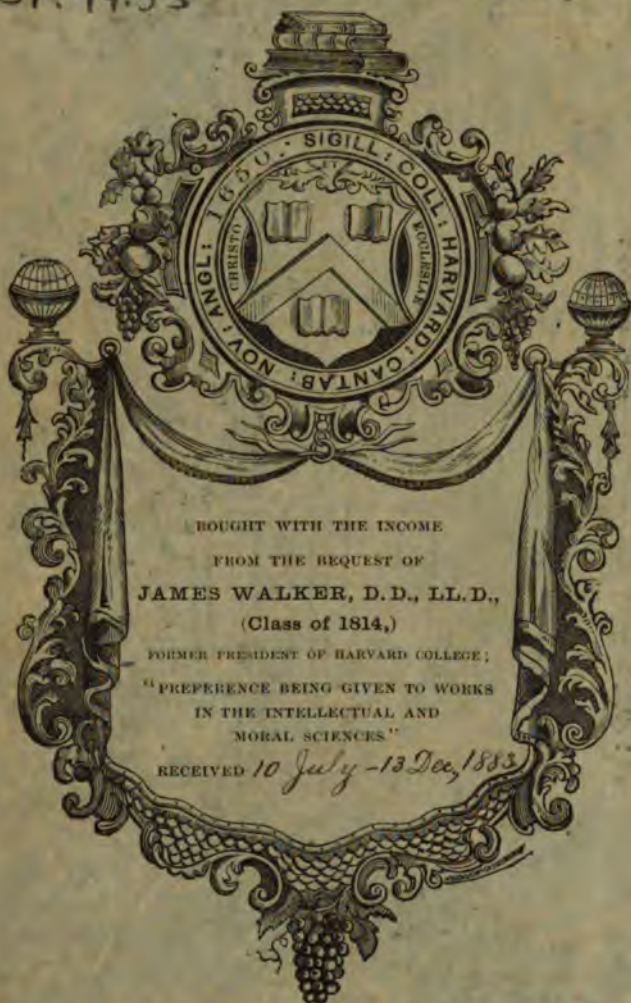 1650. SIGILL: COLL: HARVARD: CANTAB: NOV: ANGL:
CHRISTO
ECCLESIAE
BOUGHT WITH THE INCOME
FROM THE BEQUEST OF
JAMES WALKER, D.D., LL.D.,
(Class of 1814,)
FORMER PRESIDENT OF HARVARD COLLEGE;
"PREFERENCE BEING GIVEN TO WORKS
IN THE INTELLECTUAL AND
MORAL SCIENCES."
RECEIVED 10 July - 13 Dec, 1883